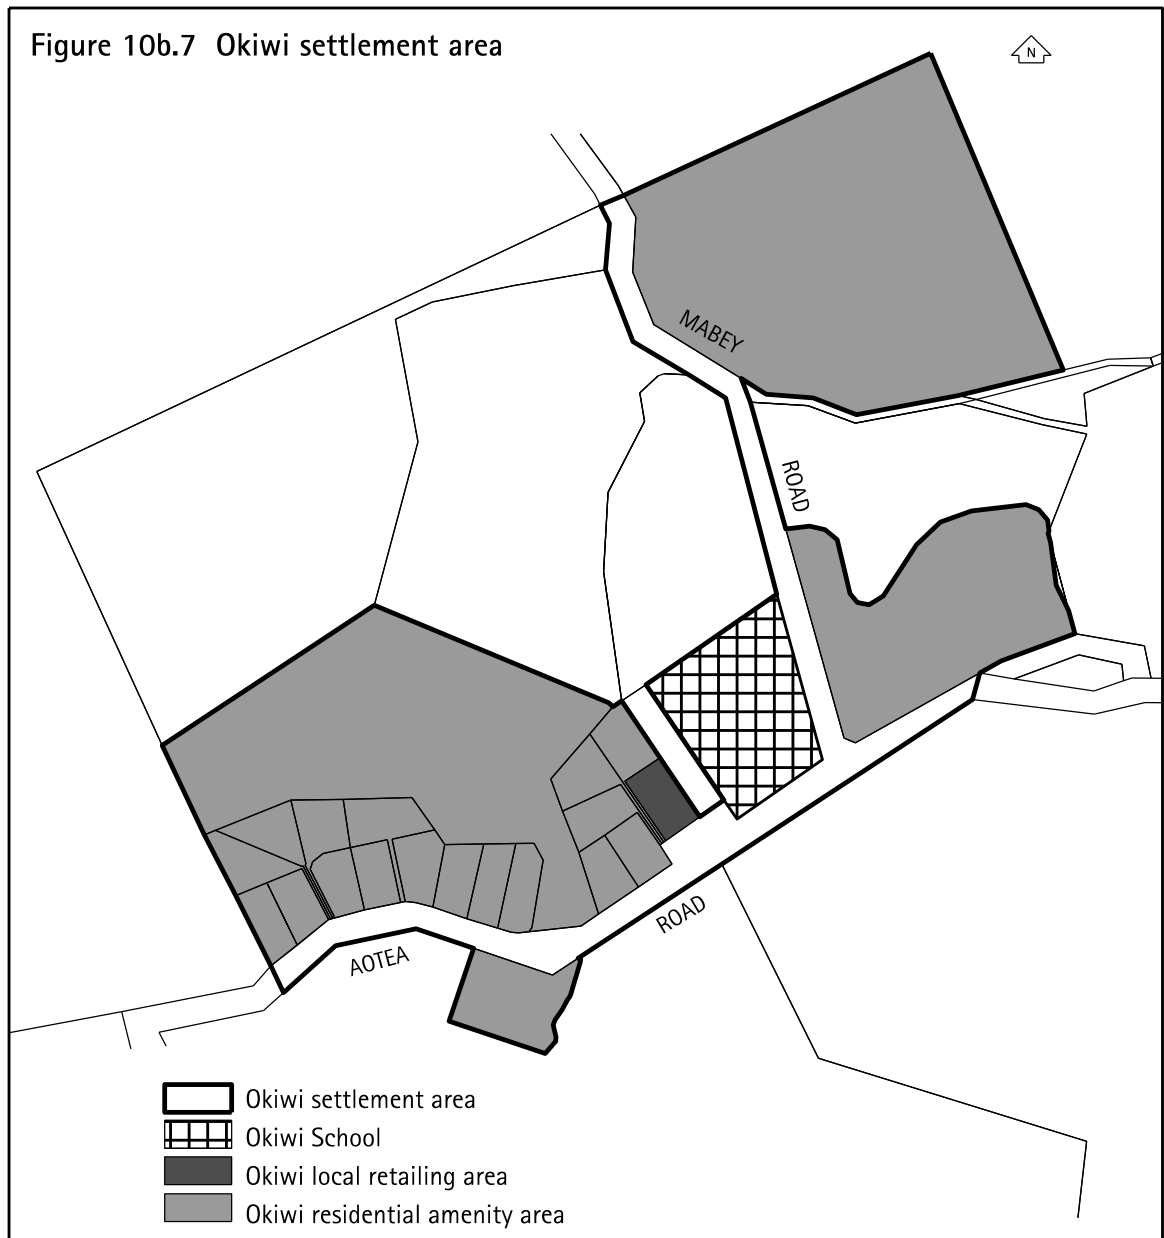 Figure 10b.7 Okiwi settlement area
N
MABEY
ROAD
ROAD
AOTEA
Okiwi settlement area
Okiwi School
Okiwi local retailing area
Okiwi residential amenity area